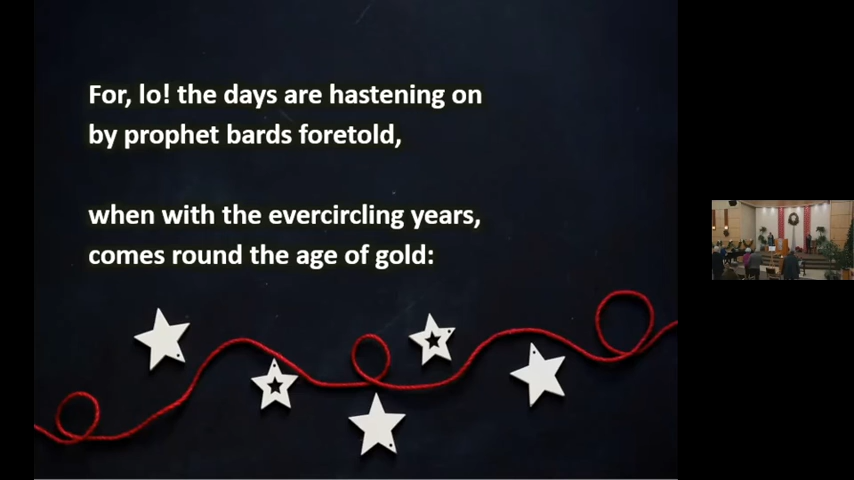 For, lo! the days are hastening on
by prophet bards foretold,
when with the evercircling years,
comes round the age of gold: